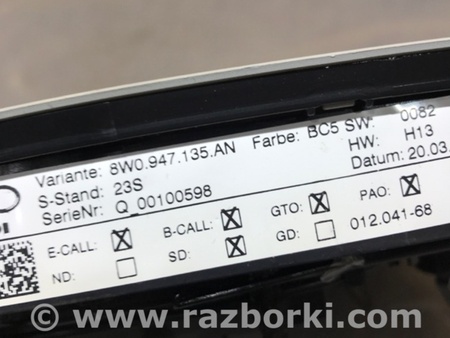 Variante: 8W0.947.135.AN Farbe: BC5 SW: 0082
S-Stand: 23S HW: H13
SerieNr: Q_00100598 Datum: 20.03.
E-CALL: B-CALL: GTO: PAO:
ND: SD: GD: 012.041-68
www.razborki.com